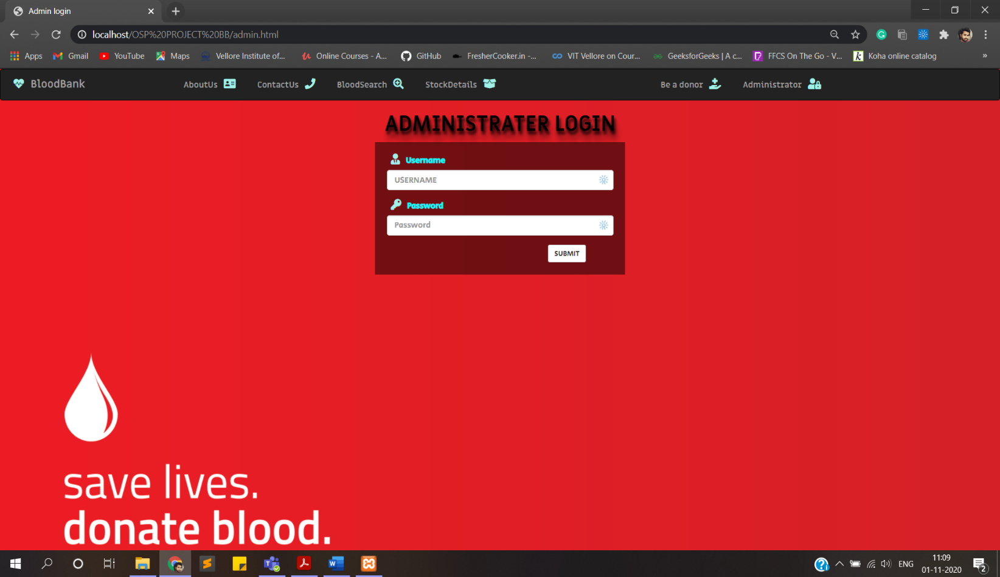 Admin login
localhost/OSP%20PROJECT%20BB/admin.html
Apps Gmail YouTube Maps Vellore Institute of... Online Courses - A... GitHub FresherCooker.in -... VIT Vellore on Cour... GeeksforGeeks | A c... FFCS On The Go - V... Koha online catalog »
BloodBank AboutUs ContactUs BloodSearch StockDetails Be a donor Administrator
ADMINISTRATER LOGIN
Username
USERNAME
Password
Password
SUBMIT
save lives.
donate blood.
ENG 11:09
01-11-2020
2